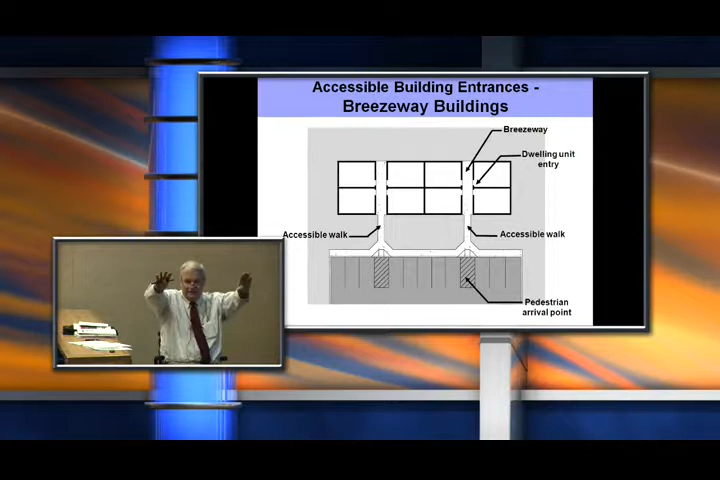 Accessible Building Entrances -
Breezeway Buildings
Breezeway
Dwelling unit
entry
Accessible walk
Accessible walk
Pedestrian
arrival point